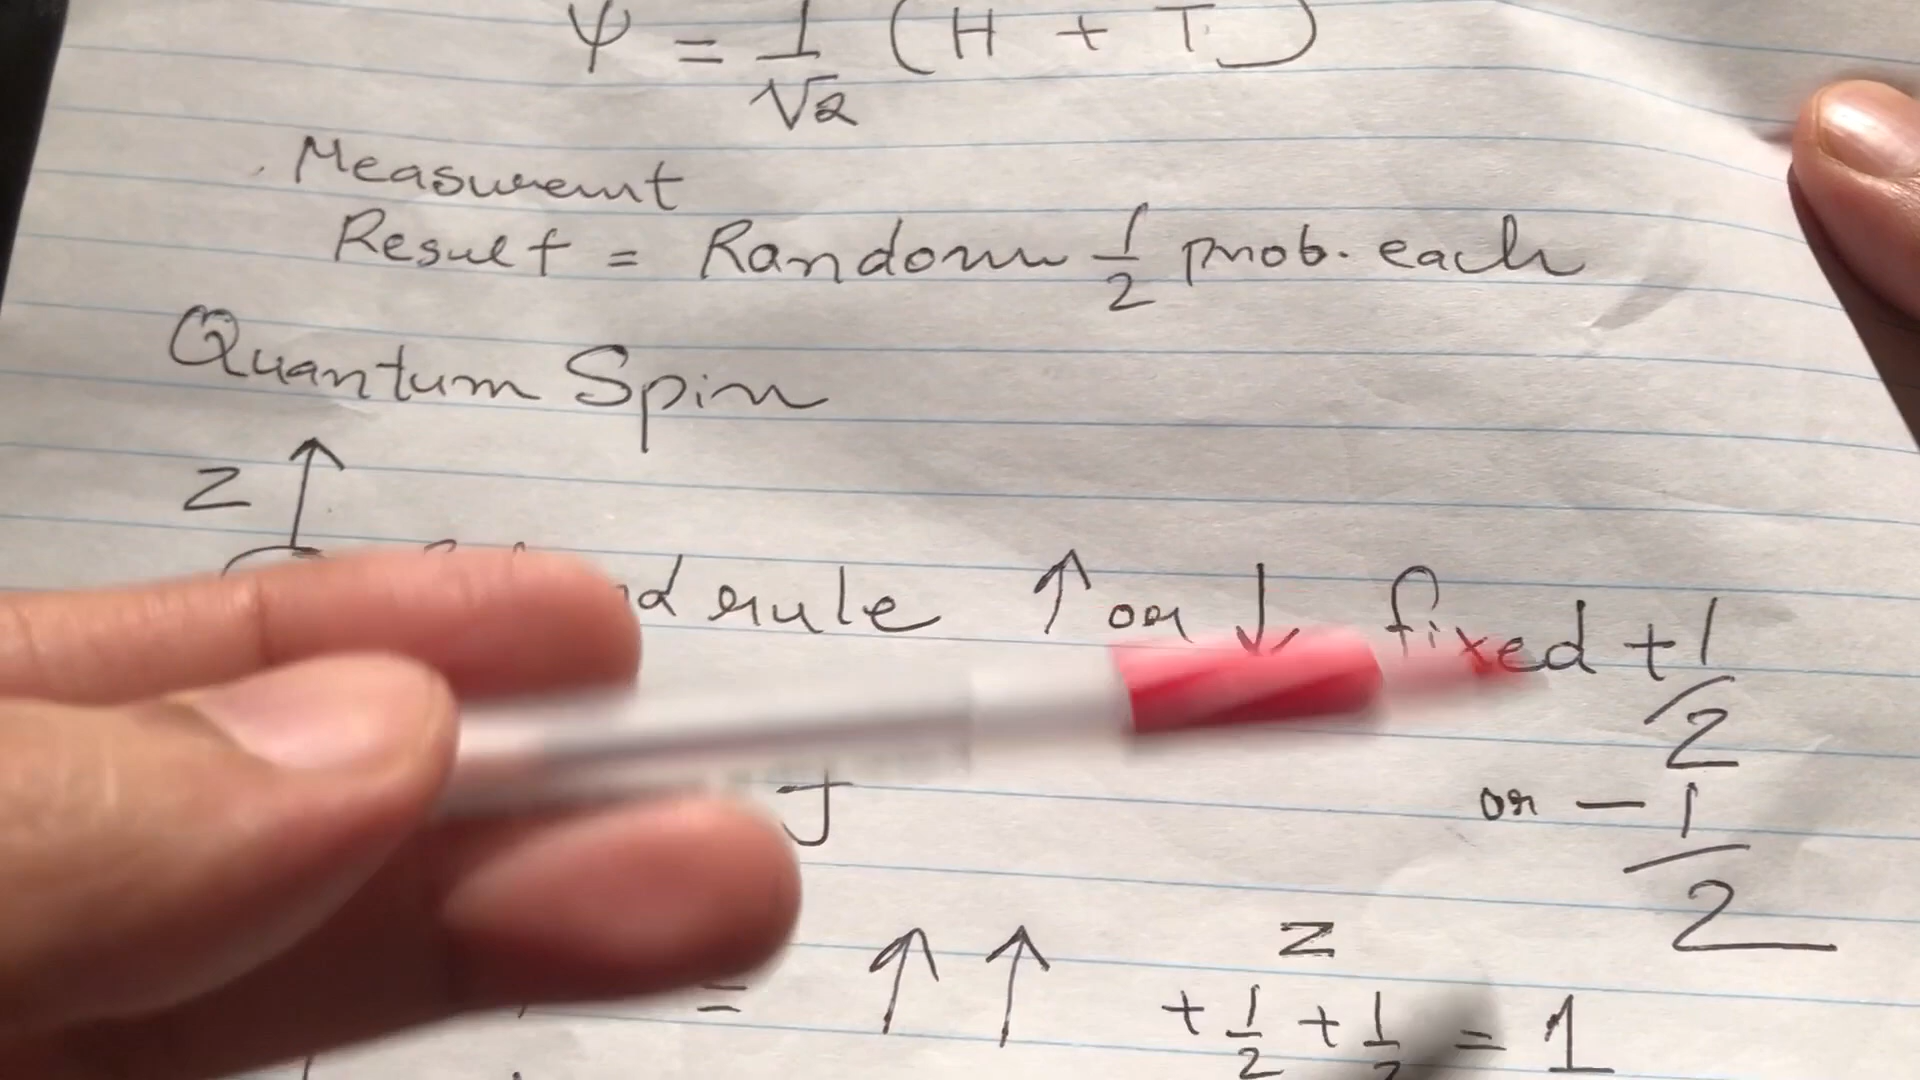 Ψ = 1/√2 (H + T)
Measuremt
Result = Random 1/2 prob. each
Quantum Spin
Z ↑
rule ↑ or ↓ fixed + 1/2
or - 1/2
= ↑ ↑ Z
+ 1/2 + 1/2 = 1